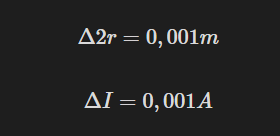 Δ2r = 0,001m
ΔI = 0,001A